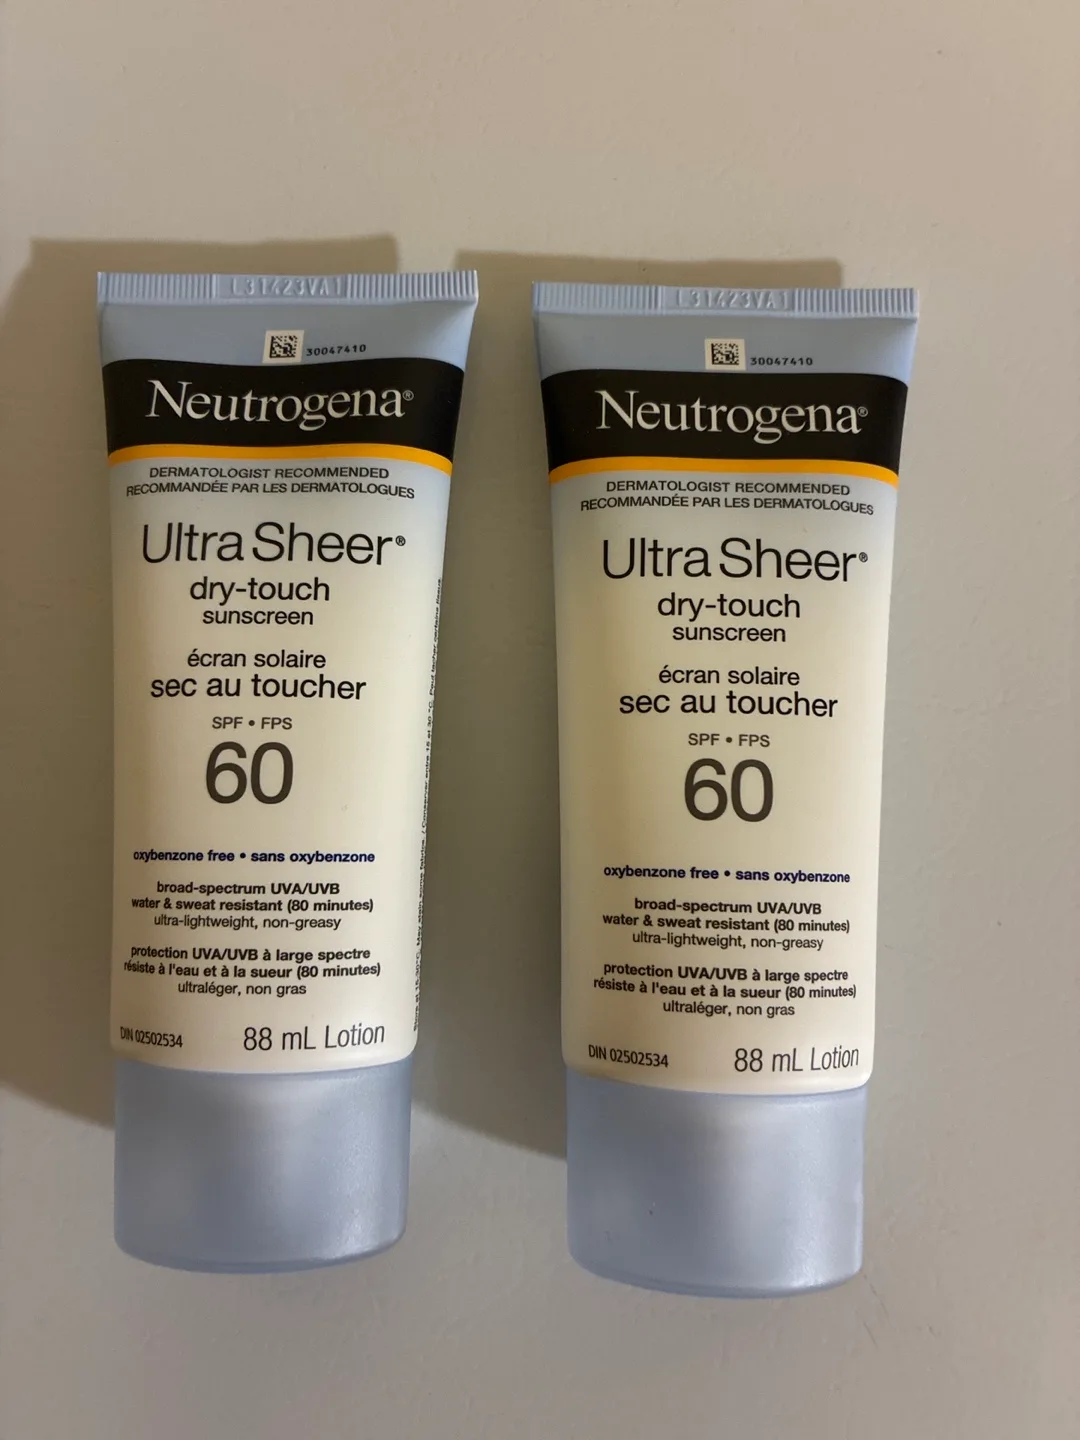 L31423VA1
30047410
Neutrogena®
DERMATOLOGIST RECOMMENDED
RECOMMANDÉE PAR LES DERMATOLOGUES
Ultra Sheer®
dry-touch
sunscreen
écran solaire
sec au toucher
SPF • FPS
60
oxybenzone free • sans oxybenzone
broad-spectrum UVA/UVB
water & sweat resistant (80 minutes)
ultra-lightweight, non-greasy
protection UVA/UVB à large spectre
résiste à l'eau et à la sueur (80 minutes)
ultraléger, non gras
DIN 02502534
88 mL Lotion
L31423VA1
30047410
Neutrogena®
DERMATOLOGIST RECOMMENDED
RECOMMANDÉE PAR LES DERMATOLOGUES
Ultra Sheer®
dry-touch
sunscreen
écran solaire
sec au toucher
SPF • FPS
60
oxybenzone free • sans oxybenzone
broad-spectrum UVA/UVB
water & sweat resistant (80 minutes)
ultra-lightweight, non-greasy
protection UVA/UVB à large spectre
résiste à l'eau et à la sueur (80 minutes)
ultraléger, non gras
DIN 02502534
88 mL Lotion